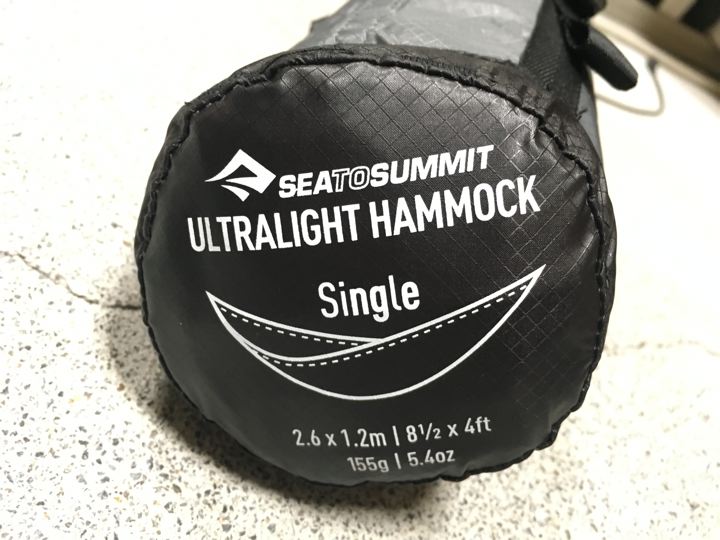 SEATOSUMMIT
ULTRALIGHT HAMMOCK
Single
2.6 x 1.2m | 8½ x 4ft
155g | 5.4oz